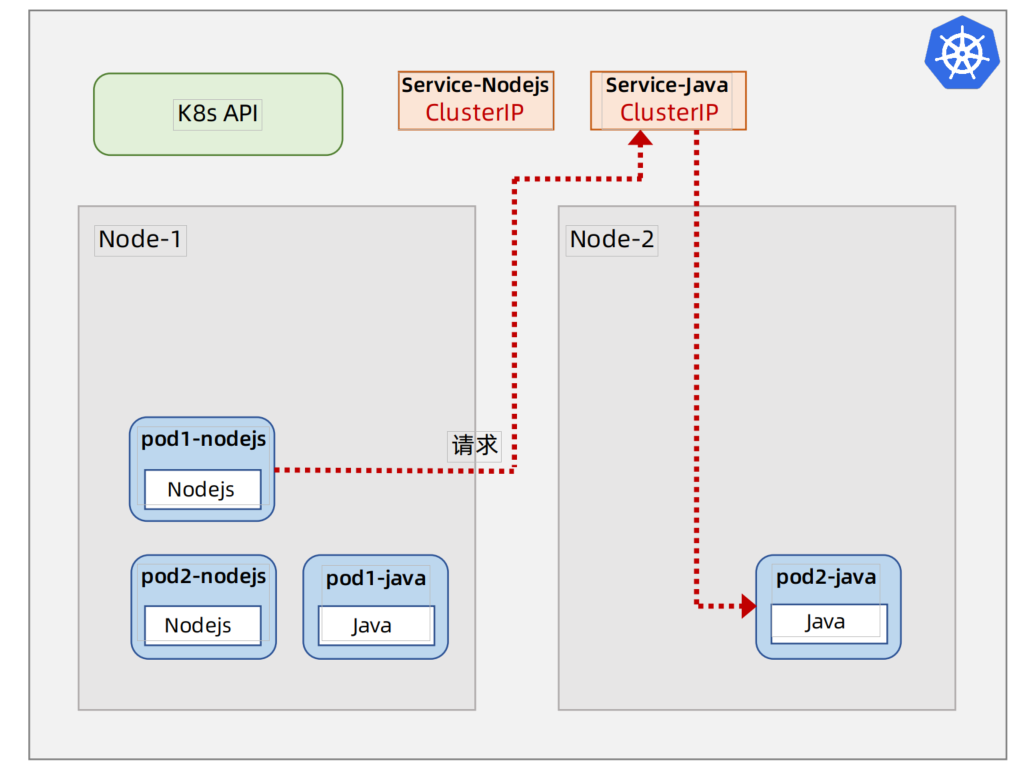 K8s API
Service-Nodejs
ClusterIP
Service-Java
ClusterIP
Node-1
Node-2
pod1-nodejs
Nodejs
请求
pod2-nodejs
Nodejs
pod1-java
Java
pod2-java
Java